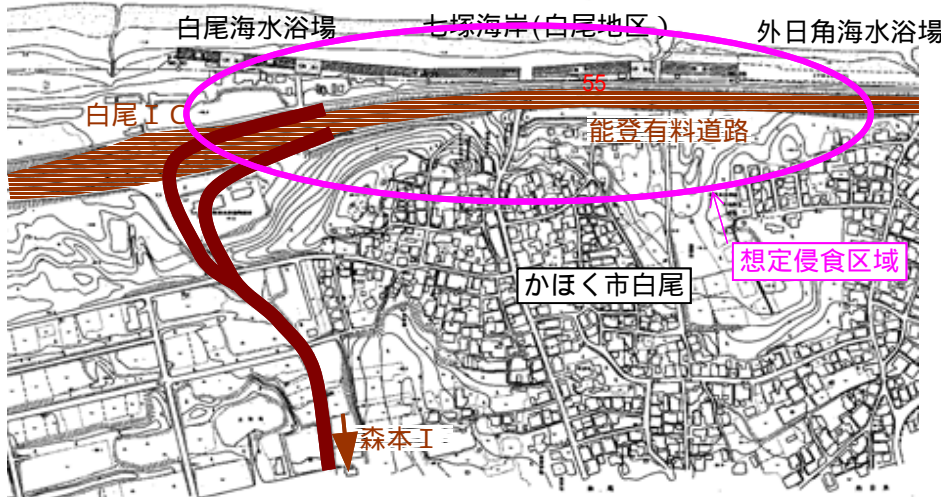 白尾海水浴場
七塚海岸(白尾地区)
外日角海水浴場
55
白尾ＩＣ
能登有料道路
想定侵食区域
かほく市白尾
森本Ｉ